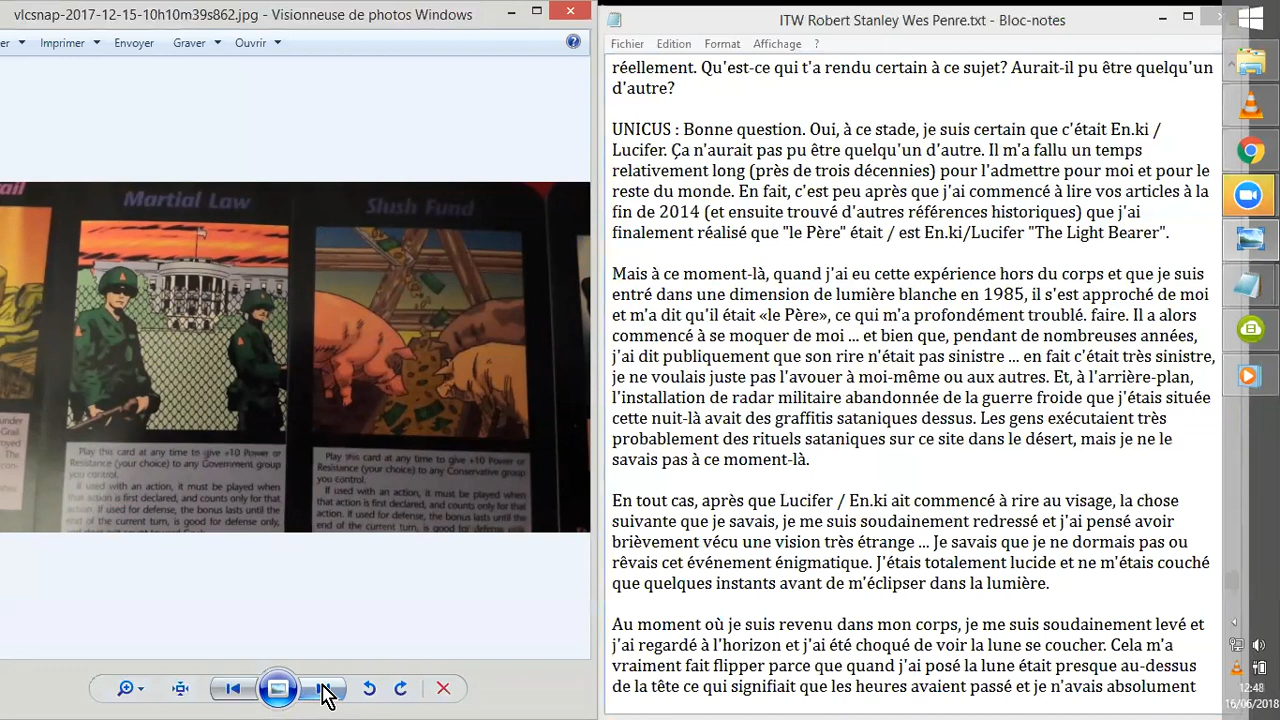 vlcsnap-2017-12-15-10h10m39s862.jpg - Visionneuse de photos Windows
Imprimer
Envoyer
Graver
Ouvrir
Martial Law
Slush Fund
Play this card at any time to give +10 Power or
Resistance (your choice) to any Government group
you control.
If used with an action, it must be played when
that action is first declared, and counts only for that
action. If used for defense, the bonus lasts until the
end of the current turn, is good for defense only,
Play this card at any time to give +10 Power or
Resistance (your choice) to any Conservative group
you control.
If used with an action, it must be played when
that action is first declared, and counts only for that
action. If used for defense, the bonus lasts until the
end of the current turn, is good for defense only,
ITW Robert Stanley Wes Penre.txt - Bloc-notes
Fichier Edition Format Affichage ?
réellement. Qu'est-ce qui t'a rendu certain à ce sujet? Aurait-il pu être quelqu'un
d'autre?
UNICUS : Bonne question. Oui, à ce stade, je suis certain que c'était En.ki /
Lucifer. Ça n'aurait pas pu être quelqu'un d'autre. Il m'a fallu un temps
relativement long (près de trois décennies) pour l'admettre pour moi et pour le
reste du monde. En fait, c'est peu après que j'ai commencé à lire vos articles à la
fin de 2014 (et ensuite trouvé d'autres références historiques) que j'ai
finalement réalisé que "le Père" était / est En.ki/Lucifer "The Light Bearer".
Mais à ce moment-là, quand j'ai eu cette expérience hors du corps et que je suis
entré dans une dimension de lumière blanche en 1985, il s'est approché de moi
et m'a dit qu'il était «le Père», ce qui m'a profondément troublé. faire. Il a alors
commencé à se moquer de moi ... et bien que, pendant de nombreuses années,
j'ai dit publiquement que son rire n'était pas sinistre ... en fait c'était très sinistre,
je ne voulais juste pas l'avouer à moi-même ou aux autres. Et, à l'arrière-plan,
l'installation de radar militaire abandonnée de la guerre froide que j'étais située
cette nuit-là avait des graffitis sataniques dessus. Les gens exécutaient très
probablement des rituels sataniques sur ce site dans le désert, mais je ne le
savais pas à ce moment-là.
En tout cas, après que Lucifer / En.ki ait commencé à rire au visage, la chose
suivante que je savais, je me suis soudainement redressé et j'ai pensé avoir
brièvement vécu une vision très étrange ... Je savais que je ne dormais pas ou
rêvais cet événement énigmatique. J'étais totalement lucide et ne m'étais couché
que quelques instants avant de m'éclipser dans la lumière.
Au moment où je suis revenu dans mon corps, je me suis soudainement levé et
j'ai regardé à l'horizon et j'ai été choqué de voir la lune se coucher. Cela m'a
vraiment fait flipper parce que quand j'ai posé la lune était presque au-dessus
de la tête ce qui signifiait que les heures avaient passé et je n'avais absolument
12:48
16/06/2018